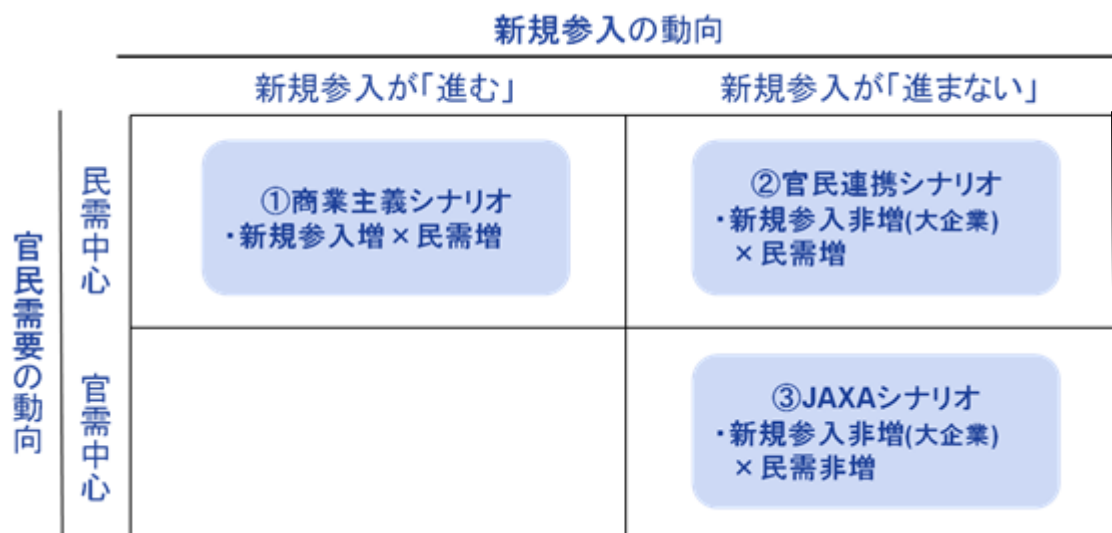 新規参入の動向
新規参入が「進む」
新規参入が「進まない」
官民需要の動向
民需中心
①商業主義シナリオ
・新規参入増×民需増
②官民連携シナリオ
・新規参入非増(大企業)
×民需増
官需中心
③JAXAシナリオ
・新規参入非増(大企業)
×民需非増